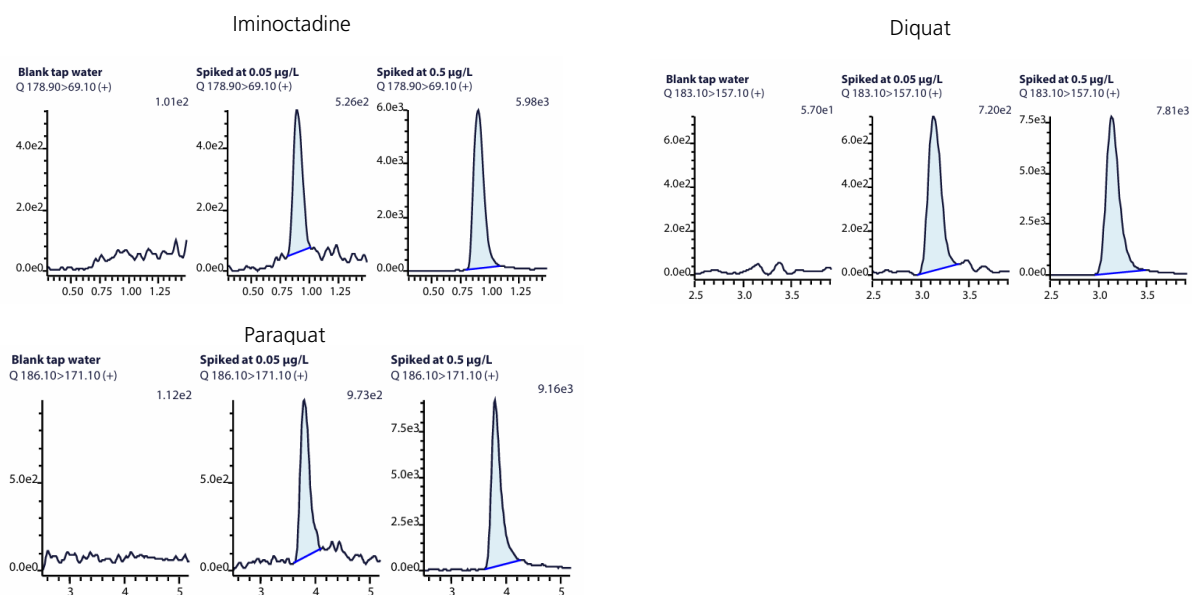 Iminoctadine
Blank tap water
Q 178.90>69.10 (+)
1.01e2
4.0e2
2.0e2
0.0e0
0.50 0.75 1.00 1.25
Spiked at 0.05 µg/L
Q 178.90>69.10 (+)
5.26e2
4.0e2
2.0e2
0.0e0
0.50 0.75 1.00 1.25
Spiked at 0.5 µg/L
Q 178.90>69.10 (+)
5.98e3
6.0e3
4.0e3
2.0e3
0.0e0
0.50 0.75 1.00 1.25
Diquat
Blank tap water
Q 183.10>157.10 (+)
5.70e1
6.0e2
4.0e2
2.0e2
0.0e0
2.5 3.0 3.5
Spiked at 0.05 µg/L
Q 183.10>157.10 (+)
7.20e2
6.0e2
4.0e2
2.0e2
0.0e0
2.5 3.0 3.5
Spiked at 0.5 µg/L
Q 183.10>157.10 (+)
7.81e3
7.5e3
5.0e3
2.5e3
0.0e0
2.5 3.0 3.5
Paraquat
Blank tap water
Q 186.10>171.10 (+)
1.12e2
5.0e2
0.0e0
3 4 5
Spiked at 0.05 µg/L
Q 186.10>171.10 (+)
9.73e2
5.0e2
0.0e0
3 4 5
Spiked at 0.5 µg/L
Q 186.10>171.10 (+)
9.16e3
7.5e3
5.0e3
2.5e3
0.0e0
3 4 5